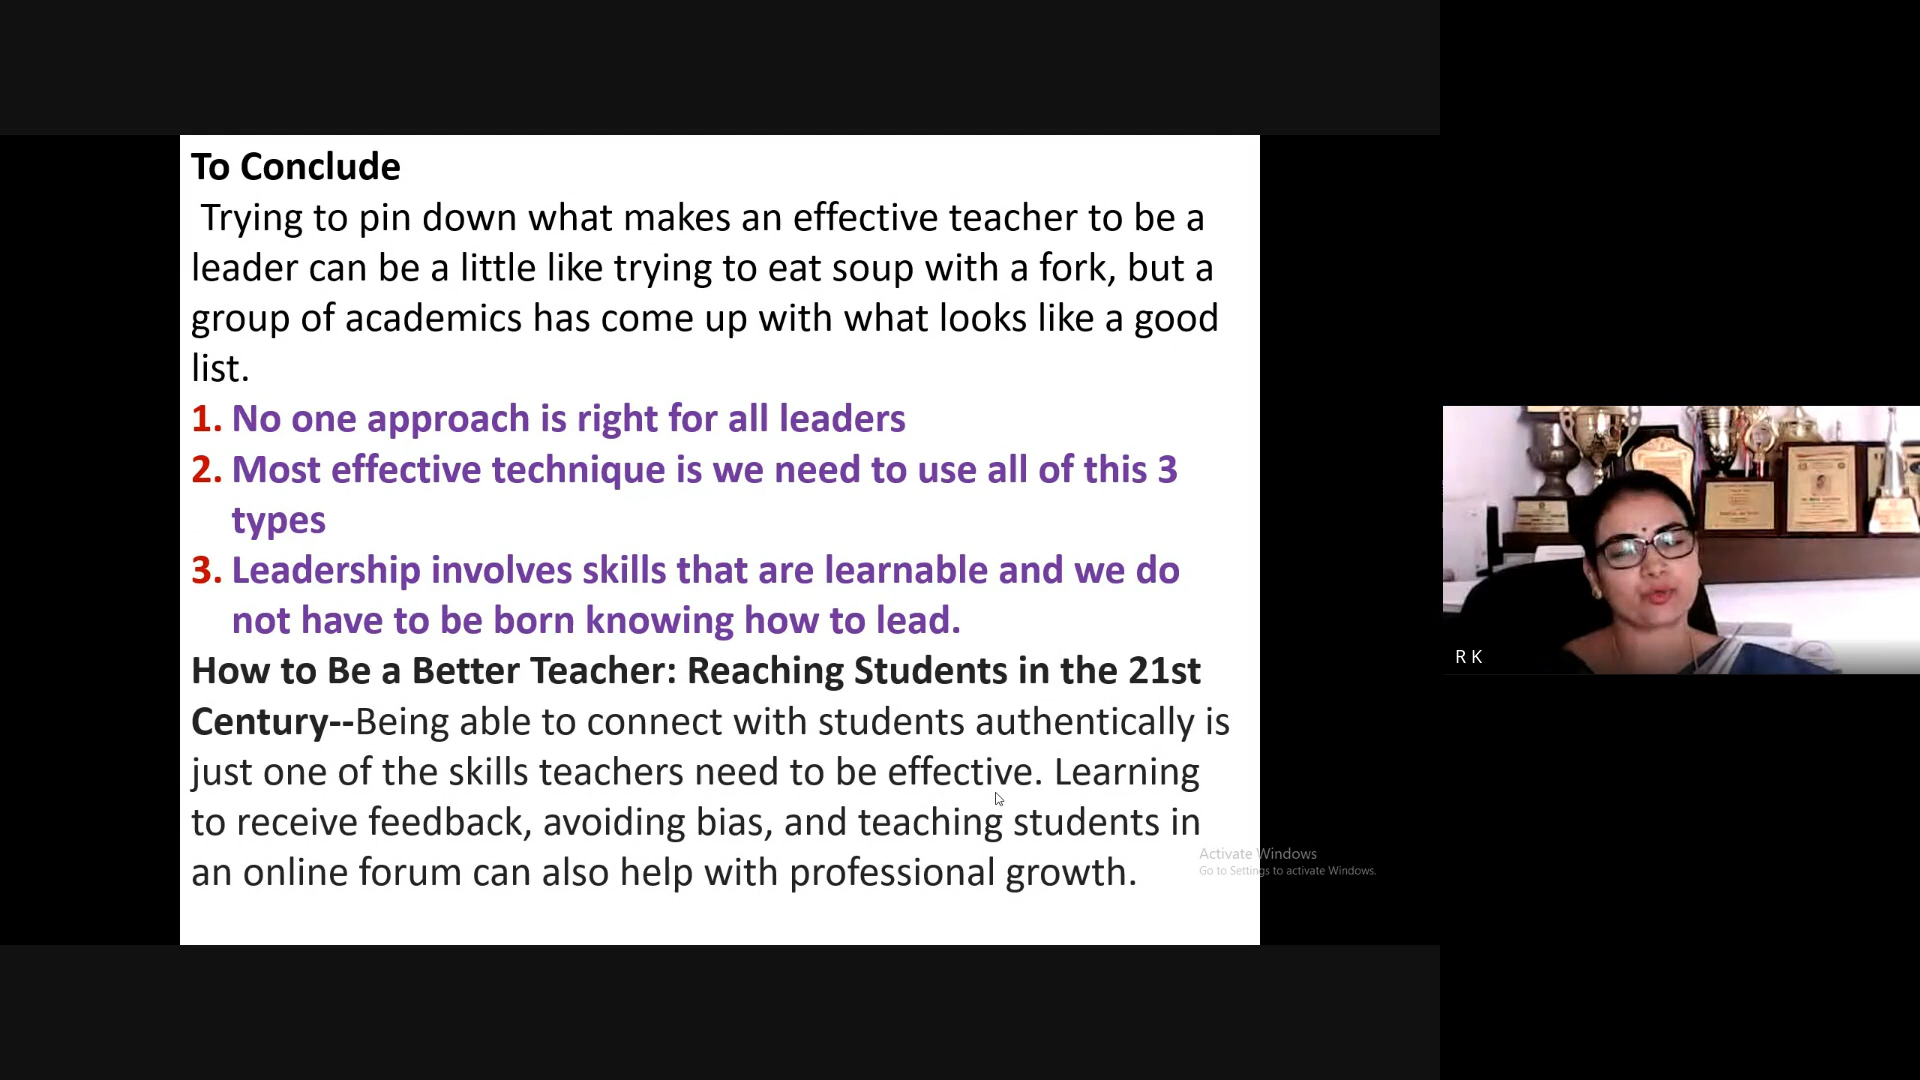 To Conclude
Trying to pin down what makes an effective teacher to be a
leader can be a little like trying to eat soup with a fork, but a
group of academics has come up with what looks like a good
list.
1. No one approach is right for all leaders
2. Most effective technique is we need to use all of this 3
types
3. Leadership involves skills that are learnable and we do
not have to be born knowing how to lead.
How to Be a Better Teacher: Reaching Students in the 21st
Century--Being able to connect with students authentically is
just one of the skills teachers need to be effective. Learning
to receive feedback, avoiding bias, and teaching students in
an online forum can also help with professional growth.
Activate Windows
Go to Settings to activate Windows.
R K